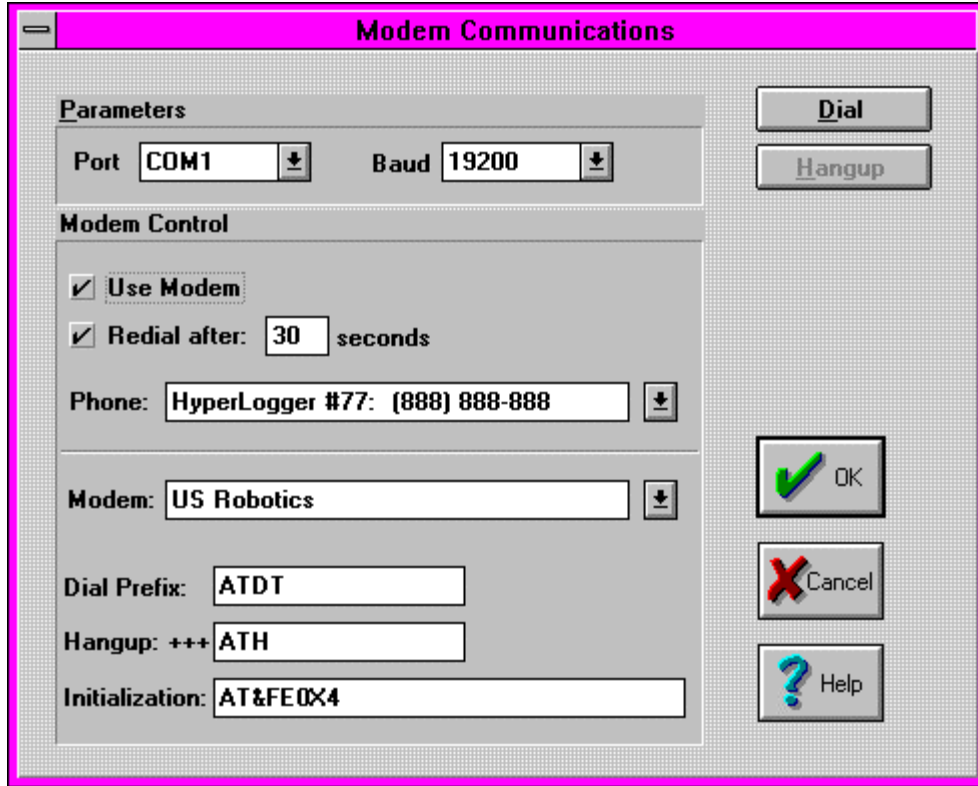 Modem Communications
Parameters
Port COM1 Baud 19200
Dial
Hangup
Modem Control
Use Modem
Redial after: 30 seconds
Phone: HyperLogger #77: (888) 888-888
Modem: US Robotics
OK
Dial Prefix: ATDT
Cancel
Hangup: +++ ATH
Initialization: AT&FE0X4
Help